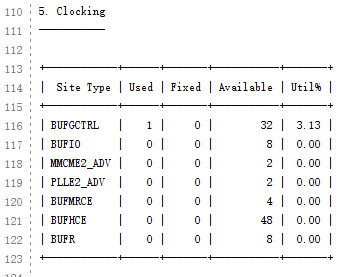 110 5. Clocking
111 -----------
112
113 +------------+------+-------+-----------+-------+
114 |  Site Type | Used | Fixed | Available | Util% |
115 +------------+------+-------+-----------+-------+
116 | BUFGCTRL   |    1 |     0 |        32 |  3.13 |
117 | BUFIO      |    0 |     0 |         8 |  0.00 |
118 | MMCME2_ADV |    0 |     0 |         2 |  0.00 |
119 | PLLE2_ADV  |    0 |     0 |         2 |  0.00 |
120 | BUFMRCE    |    0 |     0 |         4 |  0.00 |
121 | BUFHCE     |    0 |     0 |        48 |  0.00 |
122 | BUFR       |    0 |     0 |         8 |  0.00 |
123 +------------+------+-------+-----------+-------+